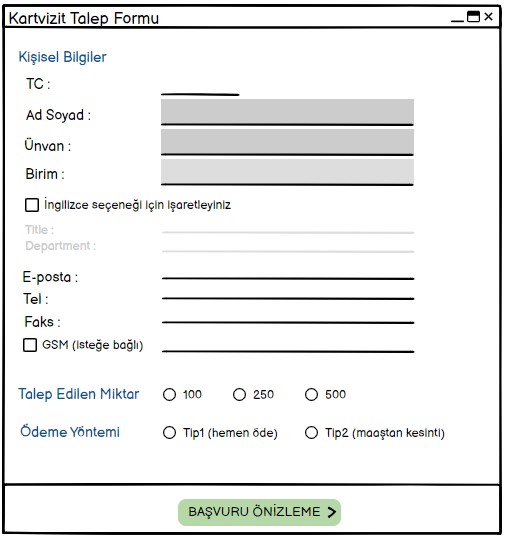 Kartvizit Talep Formu
Kişisel Bilgiler
TC :
Ad Soyad :
Ünvan :
Birim :
İngilizce seçeneği için işaretleyiniz
Title :
Department :
E-posta :
Tel :
Faks :
GSM (isteğe bağlı)
Talep Edilen Miktar 100 250 500
Ödeme Yöntemi Tip1 (hemen öde) Tip2 (maaştan kesinti)
BAŞVURU ÖNİZLEME >